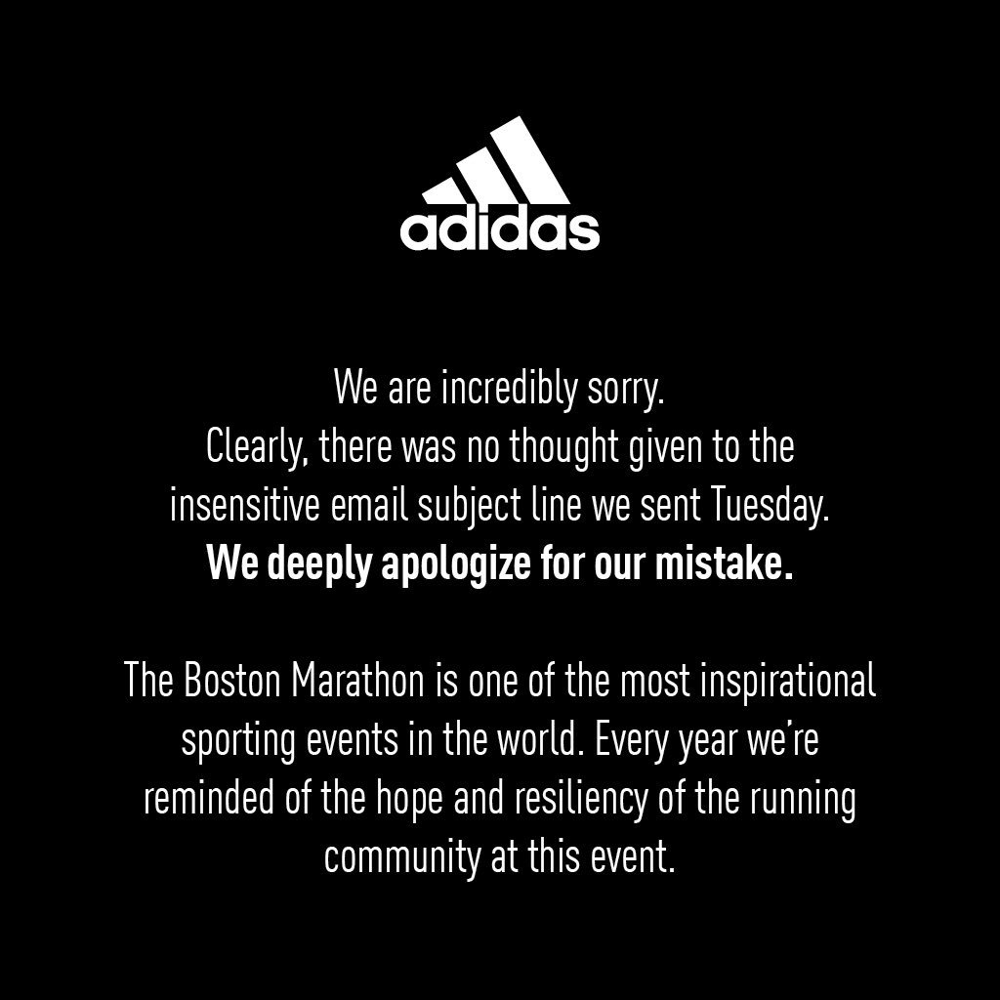 adidas
We are incredibly sorry.
Clearly, there was no thought given to the
insensitive email subject line we sent Tuesday.
We deeply apologize for our mistake.
The Boston Marathon is one of the most inspirational
sporting events in the world. Every year we're
reminded of the hope and resiliency of the running
community at this event.